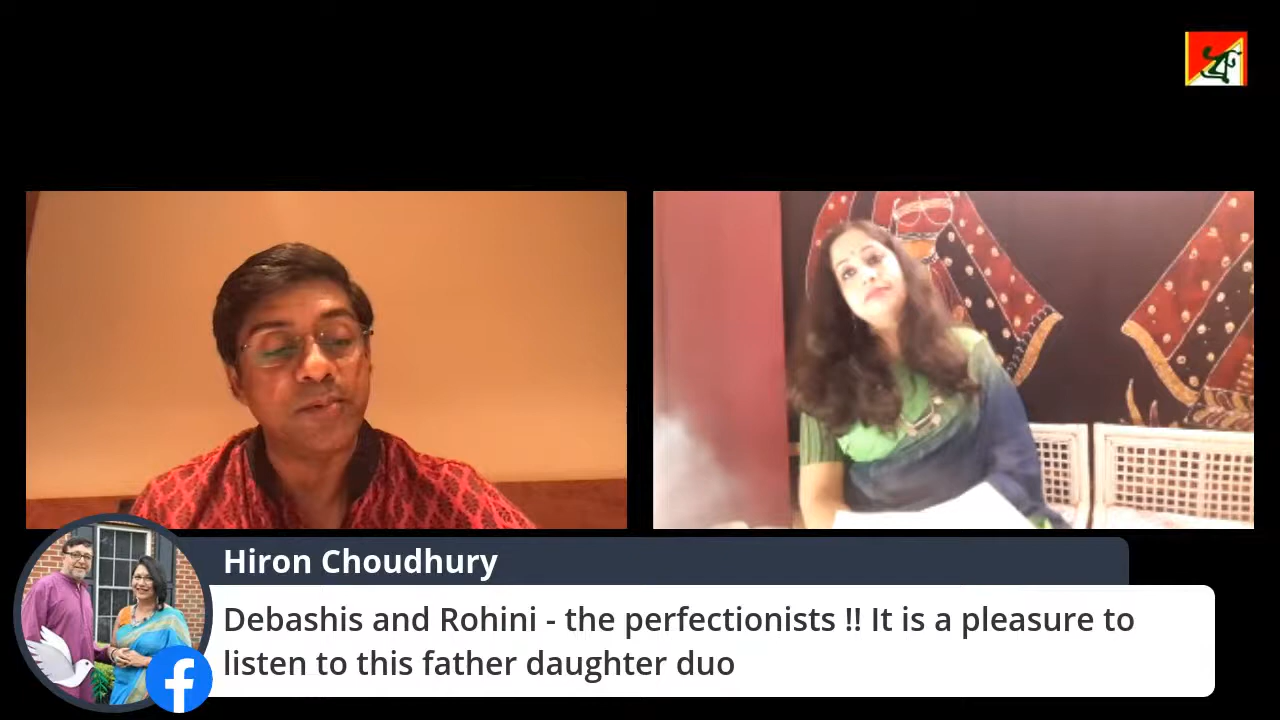 Hiron Choudhury
Debashis and Rohini - the perfectionists !! It is a pleasure to
listen to this father daughter duo